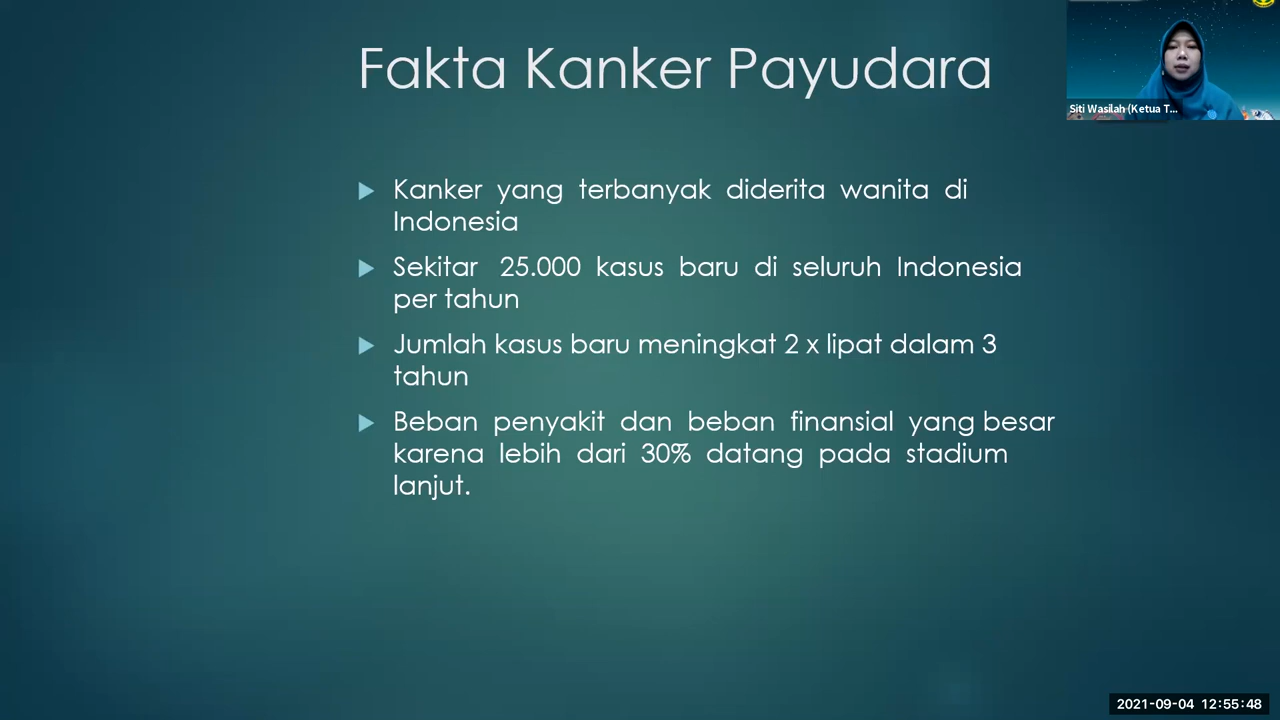 Fakta Kanker Payudara
Siti Wasilah (Ketua T...
Kanker yang terbanyak diderita wanita di
Indonesia
Sekitar 25.000 kasus baru di seluruh Indonesia
per tahun
Jumlah kasus baru meningkat 2 x lipat dalam 3
tahun
Beban penyakit dan beban finansial yang besar
karena lebih dari 30% datang pada stadium
lanjut.
2021-09-04 12:55:48